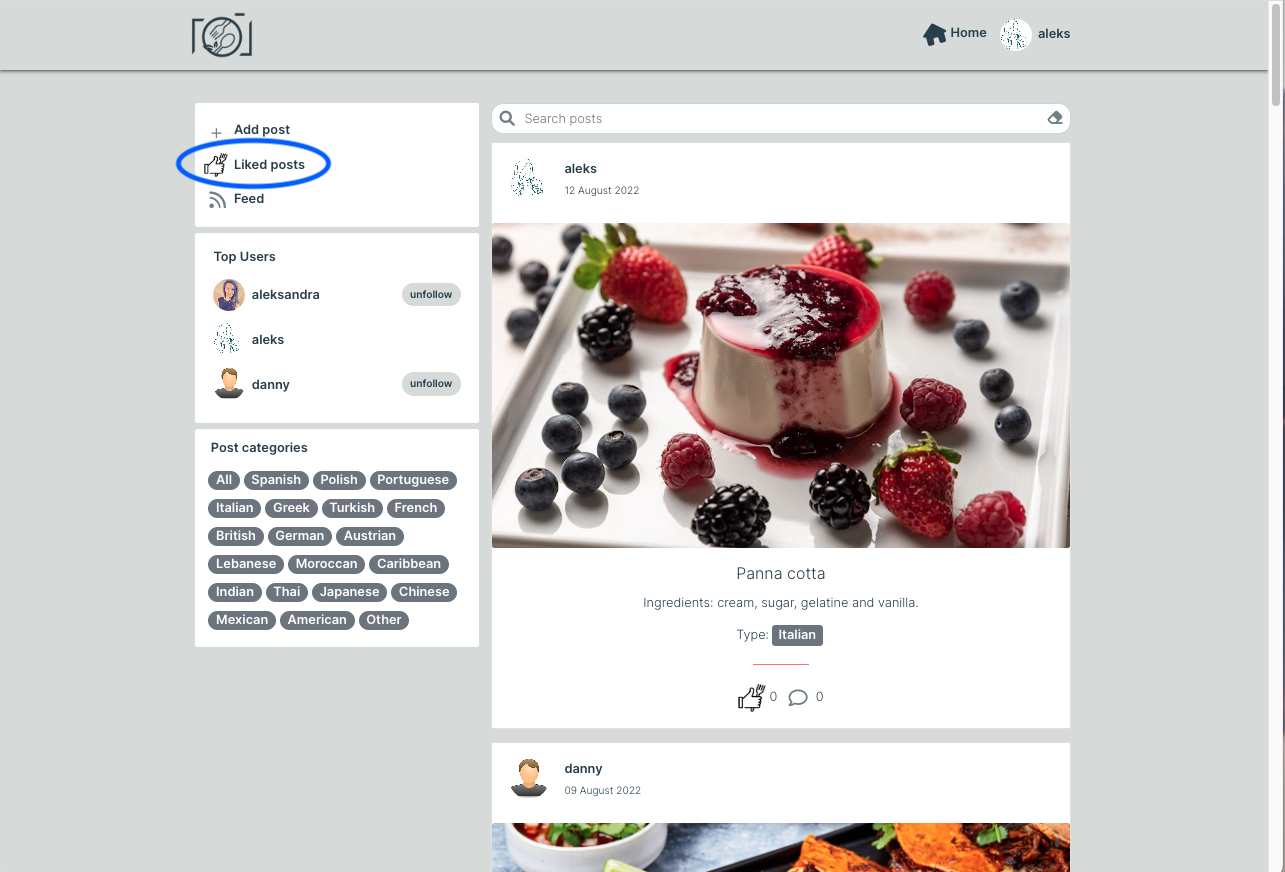 Home aleks
Add post
Liked posts
Feed
Top Users
aleksandra unfollow
aleks
danny unfollow
Post categories
All Spanish Polish Portuguese
Italian Greek Turkish French
British German Austrian
Lebanese Moroccan Caribbean
Indian Thai Japanese Chinese
Mexican American Other
Search posts
aleks
12 August 2022
Panna cotta
Ingredients: cream, sugar, gelatine and vanilla.
Type: Italian
0 0
danny
09 August 2022